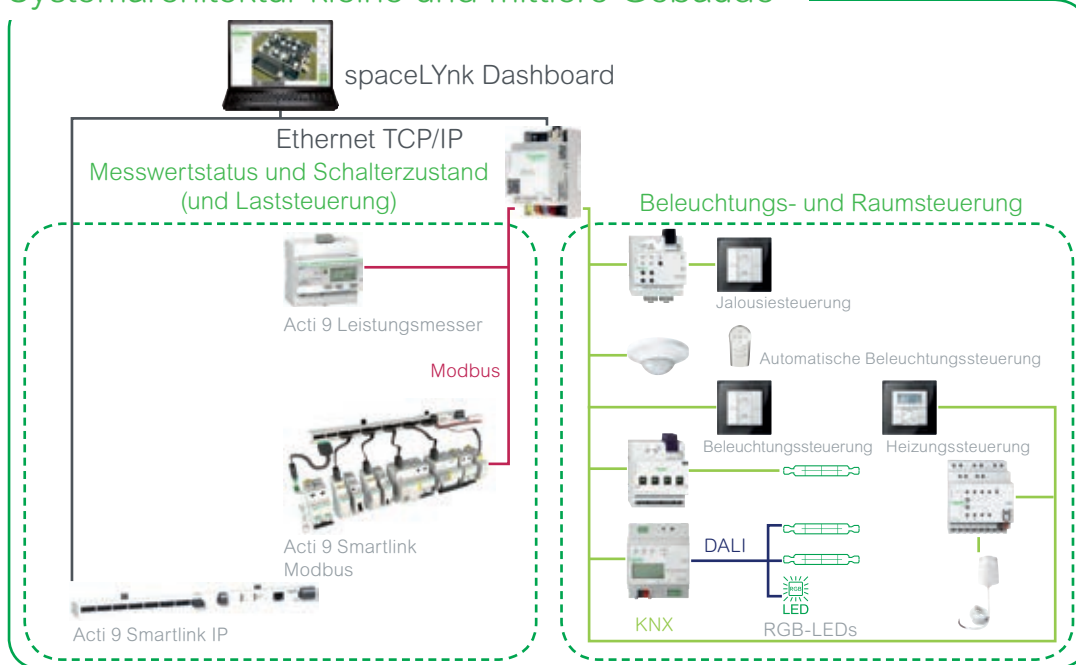 Systemarchitektur kleine und mittlere Gebäude
spaceLYnk Dashboard
Ethernet TCP/IP
Messwertstatus und Schalterzustand
(und Laststeuerung)
Beleuchtungs- und Raumsteuerung
Jalousiesteuerung
Acti 9 Leistungsmesser
Automatische Beleuchtungssteuerung
Modbus
Beleuchtungssteuerung
Heizungssteuerung
Acti 9 Smartlink
Modbus
DALI
RGB
LED
KNX
RGB-LEDs
Acti 9 Smartlink IP